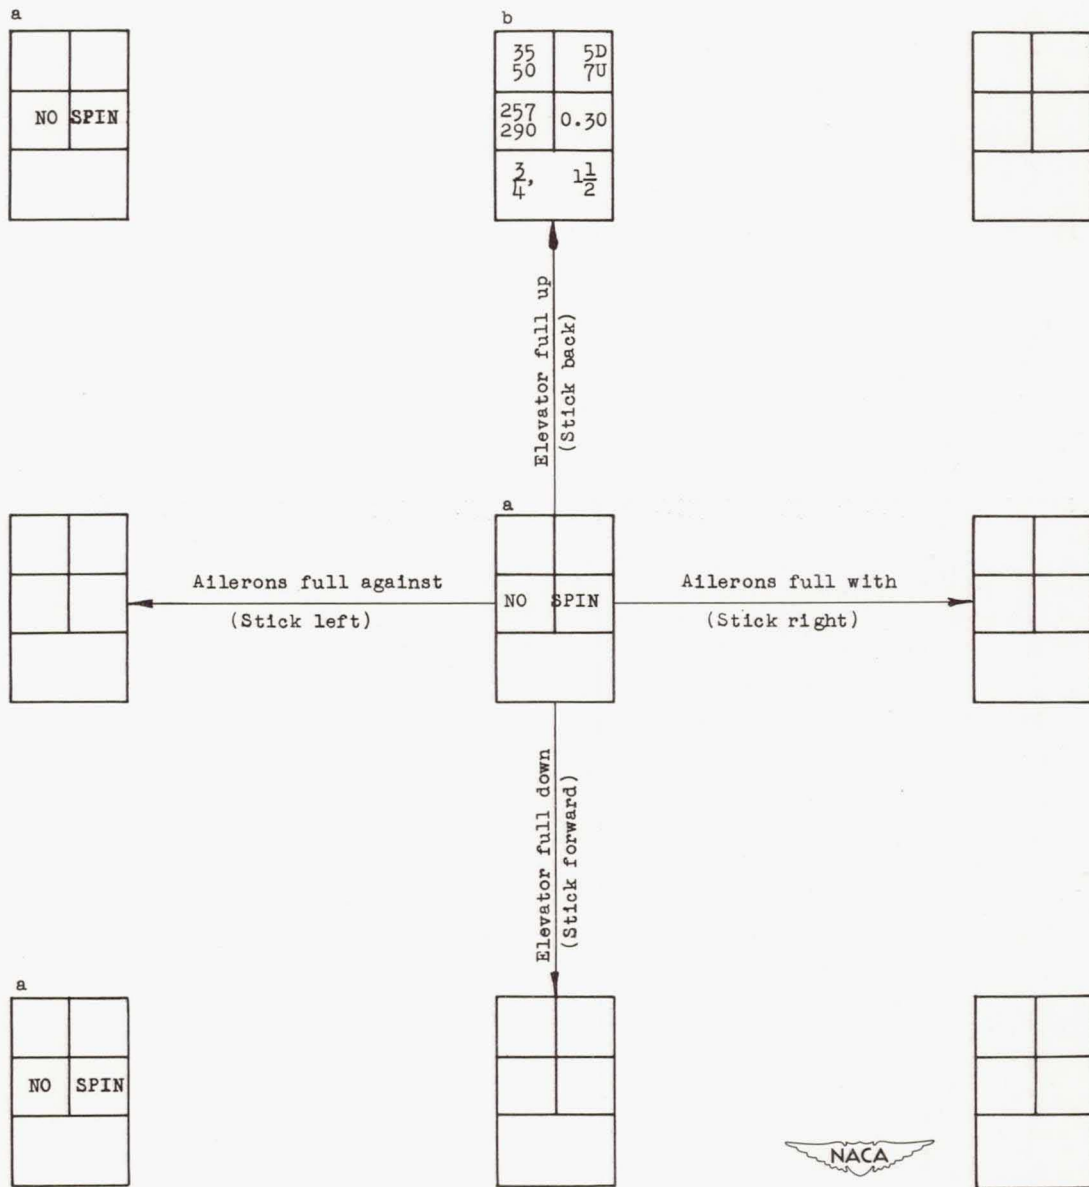 a
b
35
50
5D
7U
NO SPIN
257
290
0.30
3/4, 1 1/2
Elevator full up
(Stick back)
a
Ailerons full against
(Stick left)
NO SPIN
Ailerons full with
(Stick right)
Elevator full down
(Stick forward)
a
NO SPIN
NACA